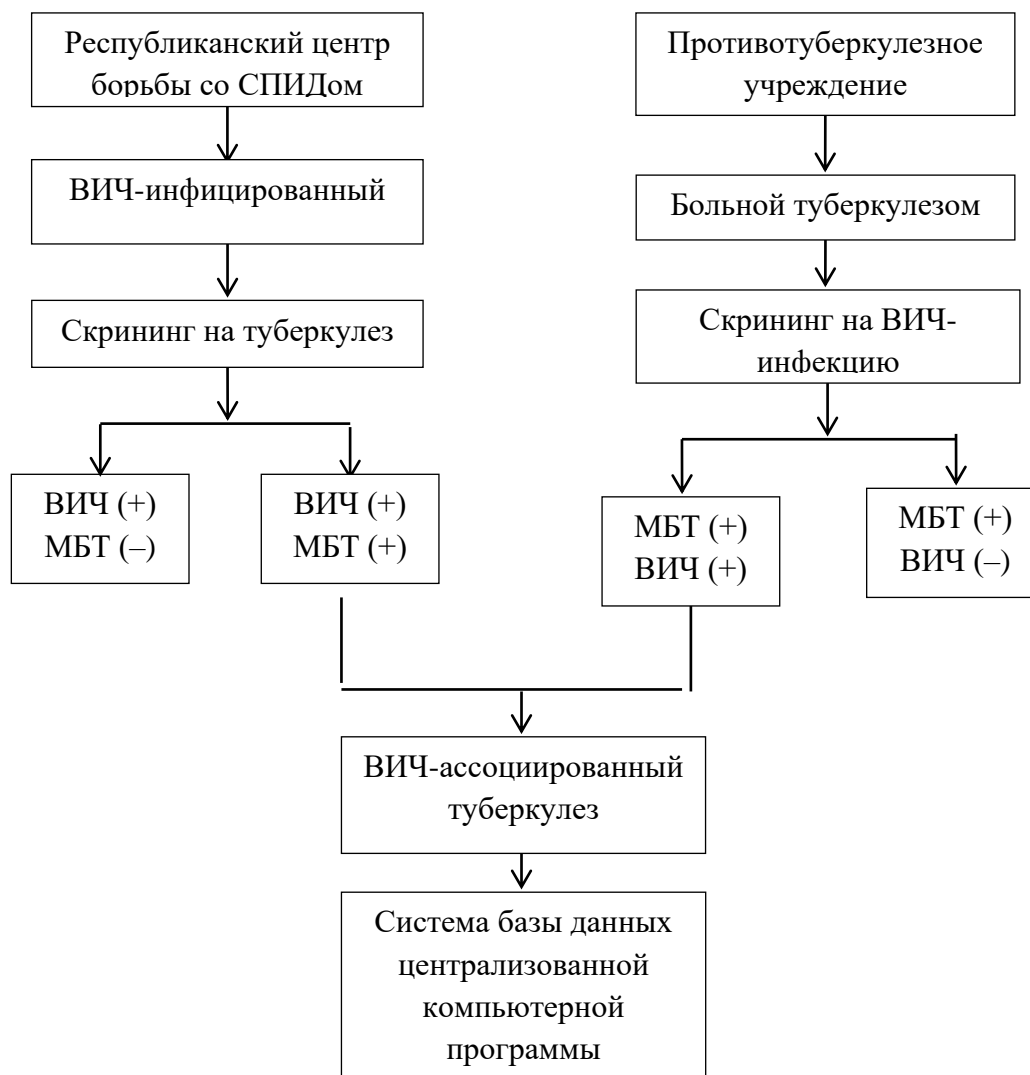 Республиканский центр
борьбы со СПИДом
Противотуберкулезное
учреждение
ВИЧ-инфицированный
Больной туберкулезом
Скрининг на туберкулез
Скрининг на ВИЧ-
инфекцию
ВИЧ (+)
МБТ (–)
ВИЧ (+)
МБТ (+)
МБТ (+)
ВИЧ (+)
МБТ (+)
ВИЧ (–)
ВИЧ-ассоциированный
туберкулез
Система базы данных
централизованной
компьютерной
программы